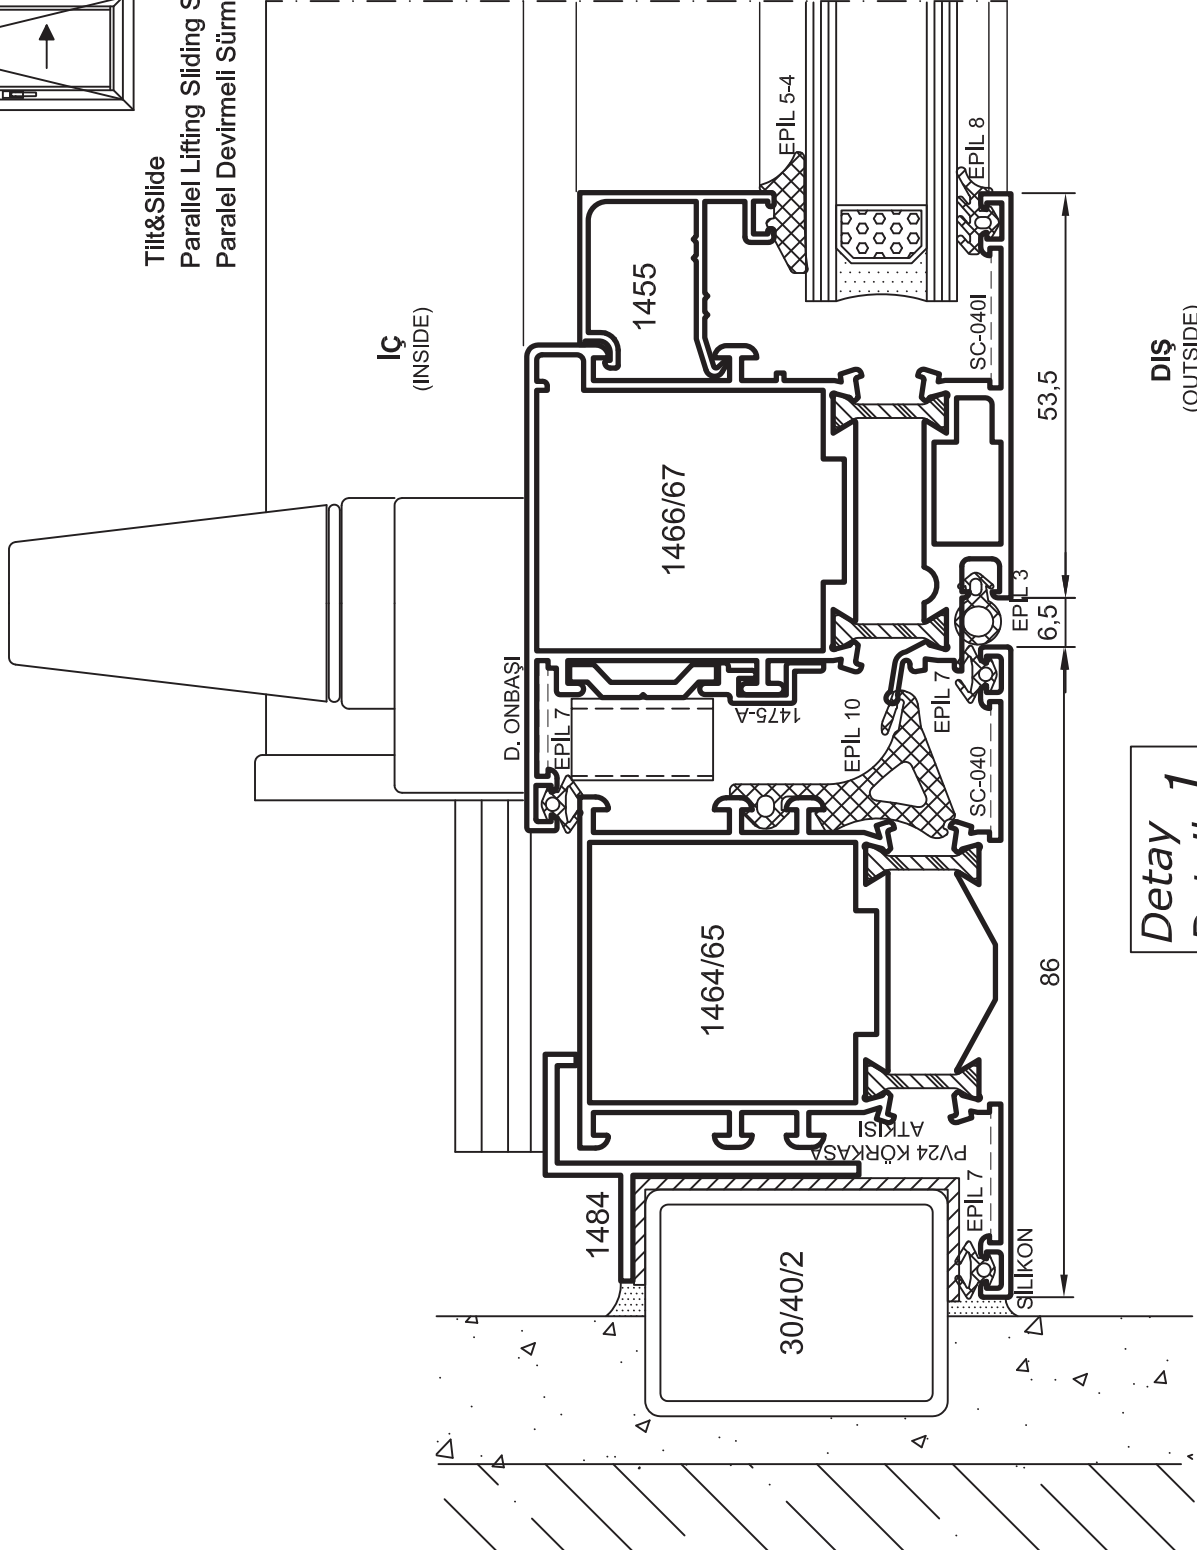 Tilt&Slide
Parallel Lifting Sliding
Paralel Devirmeli Sürm
İÇ
(INSIDE)
DIŞ
(OUTSIDE)
EPİL 5-4
EPİL 8
1455
SC-040I
53,5
1466/67
EPİL 3
6,5
D. ONBAŞI
EPİL 7
1475-A
EPİL 10
EPİL 7
SC-040
1464/65
86
PV24 KÖRKASA
ATKISI
1484
EPİL 7
SİLİKON
30/40/2
Detay 1